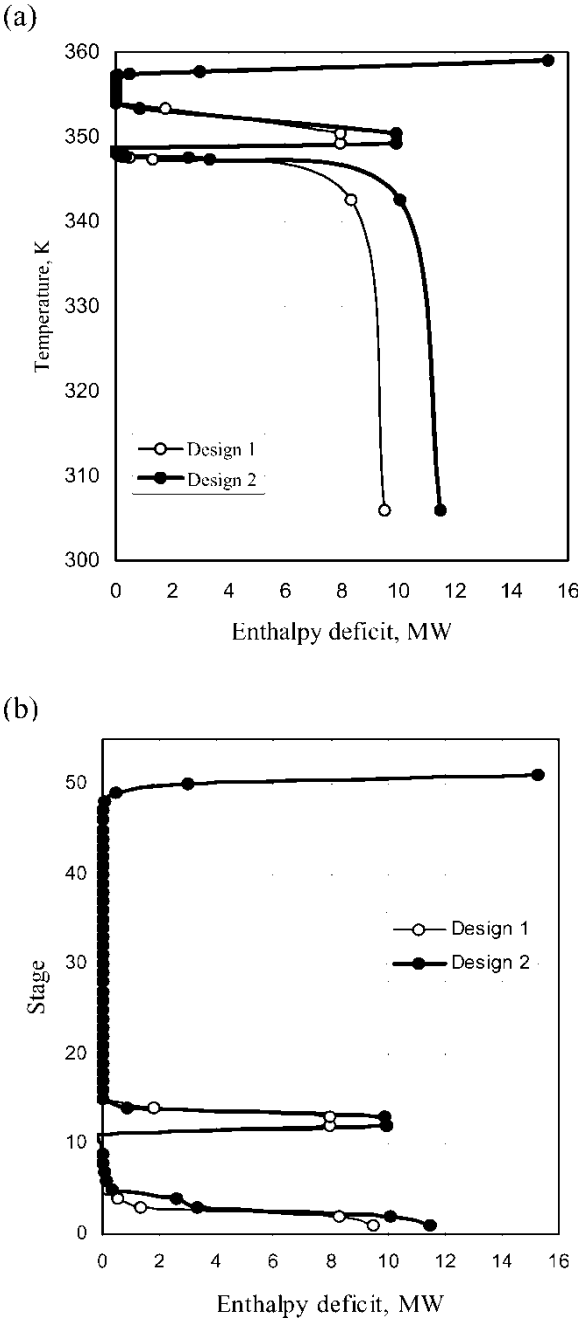 (a)
360
350
340
330
320
310
300
Temperature, K
Design 1
Design 2
0 2 4 6 8 10 12 14 16
Enthalpy deficit, MW
(b)
50
40
30
20
10
0
Stage
Design 1
Design 2
0 2 4 6 8 10 12 14 16
Enthalpy deficit, MW